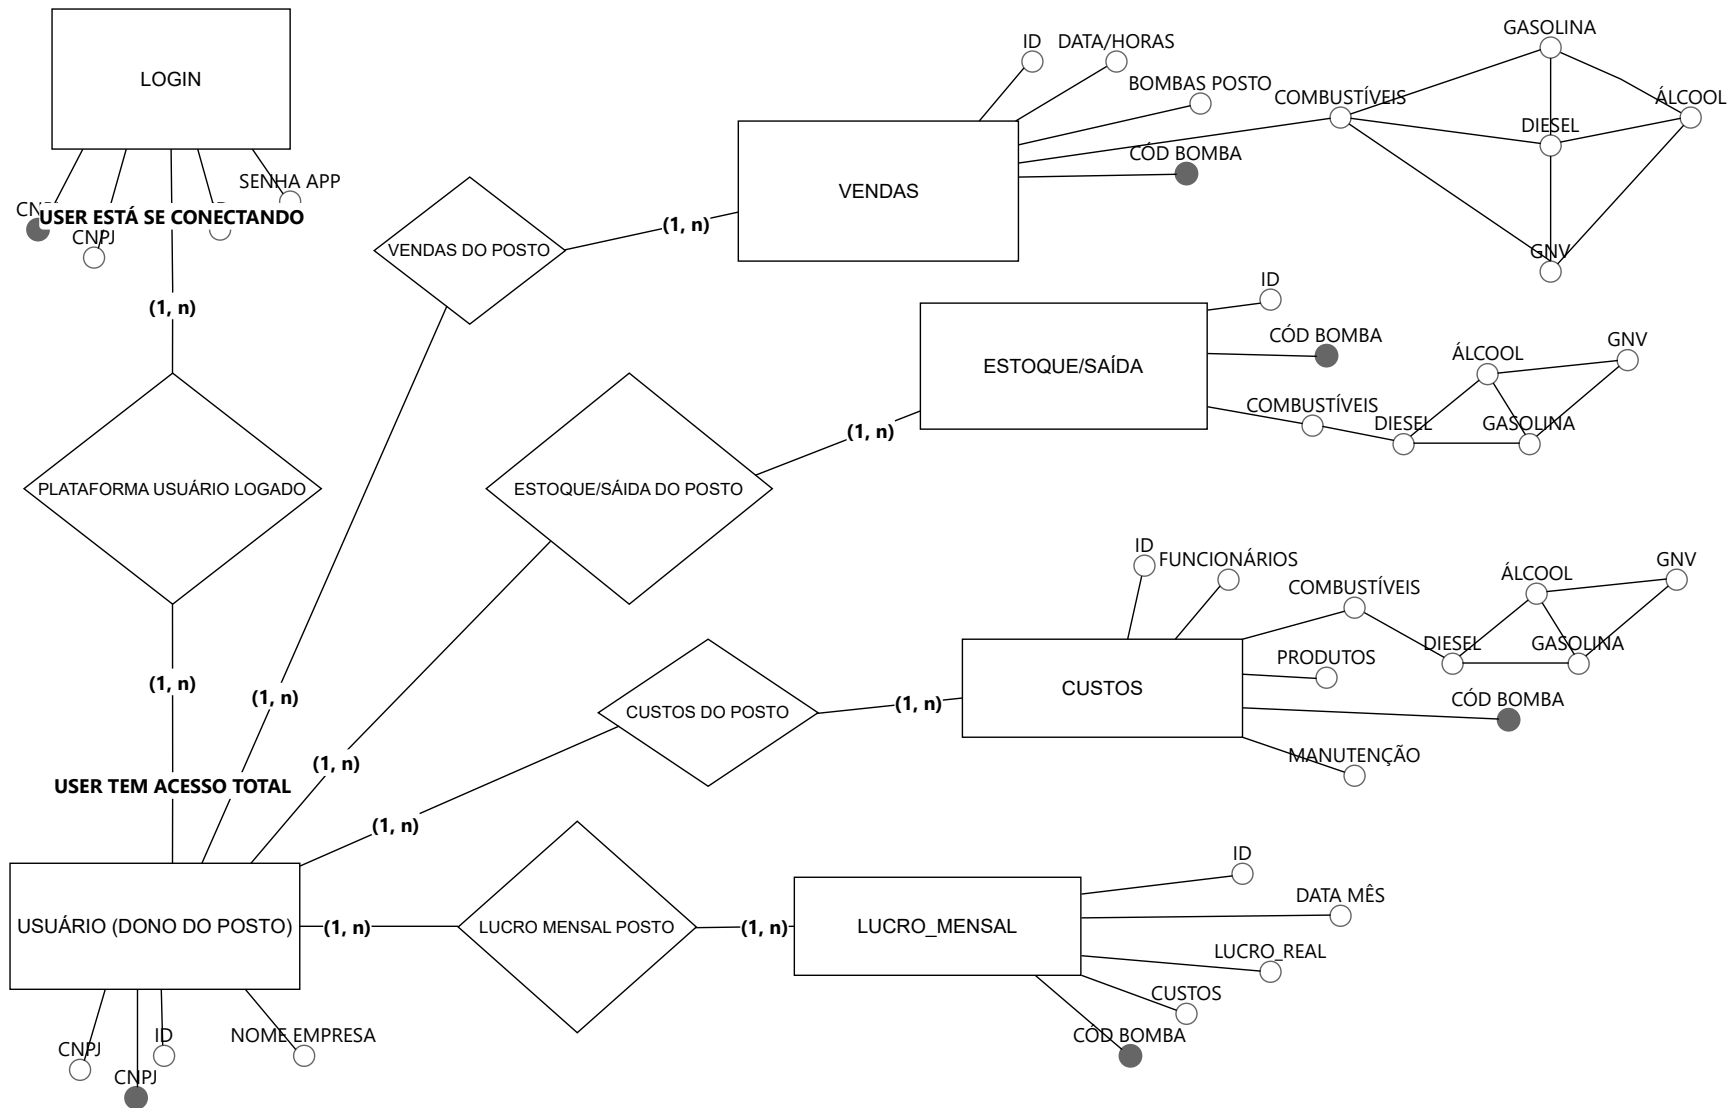 LOGIN
SENHA APP
USER ESTÁ SE CONECTANDO
CNPJ
(1, n)
PLATAFORMA USUÁRIO LOGADO
(1, n)
USER TEM ACESSO TOTAL
USUÁRIO (DONO DO POSTO)
CNPJ
ID
NOME EMPRESA
CNPJ
VENDAS DO POSTO
(1, n)
(1, n)
VENDAS
ID
DATA/HORAS
BOMBAS POSTO
COMBUSTÍVEIS
CÓD BOMBA
GASOLINA
ÁLCOOL
DIESEL
GNV
ESTOQUE/SÁIDA DO POSTO
(1, n)
(1, n)
ESTOQUE/SAÍDA
ID
CÓD BOMBA
COMBUSTÍVEIS
DIESEL
ÁLCOOL
GASOLINA
GNV
CUSTOS DO POSTO
(1, n)
(1, n)
CUSTOS
ID
FUNCIONÁRIOS
COMBUSTÍVEIS
DIESEL
ÁLCOOL
GASOLINA
GNV
PRODUTOS
CÓD BOMBA
MANUTENÇÃO
(1, n)
LUCRO MENSAL POSTO
(1, n)
LUCRO_MENSAL
ID
DATA MÊS
LUCRO_REAL
CUSTOS
CÓD BOMBA